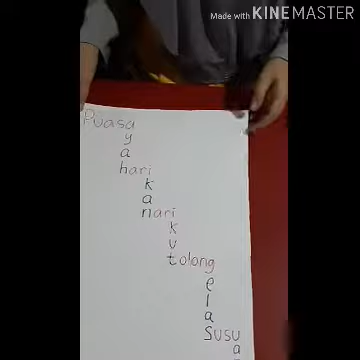 Made with KINEMASTER
Puasa
y
a
hari
k
a
nari
k
u
tolong
e
l
a
susu
a